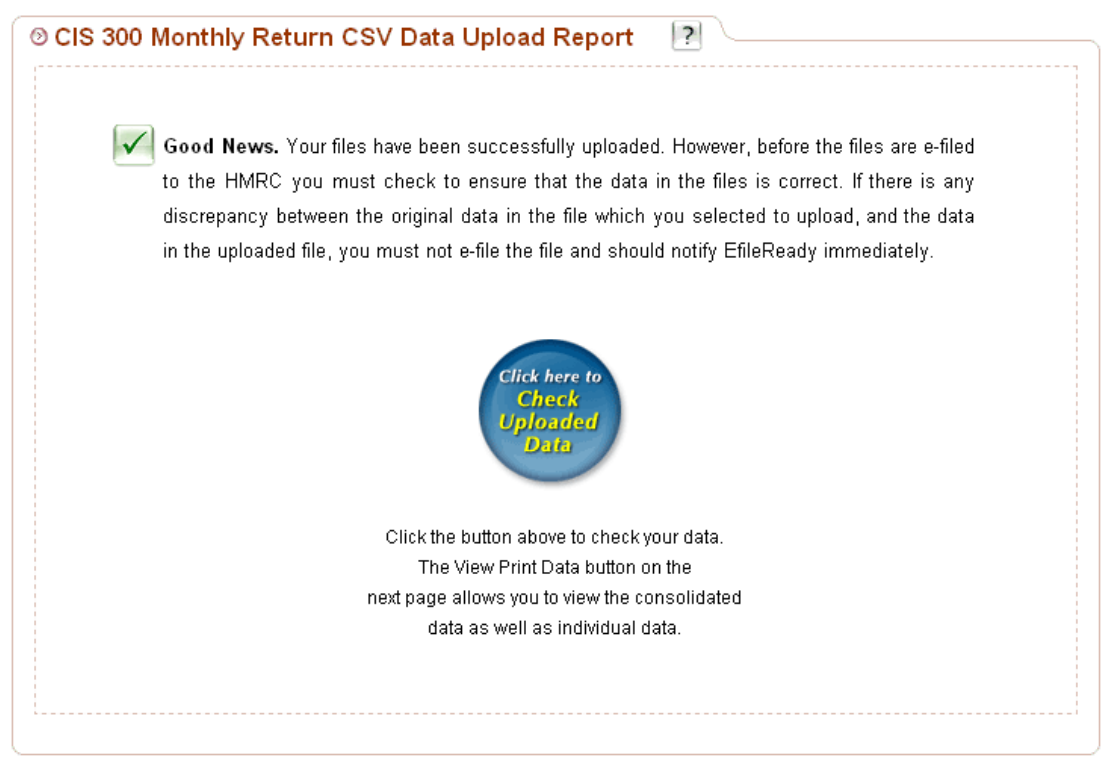 CIS 300 Monthly Return CSV Data Upload Report ?
Good News. Your files have been successfully uploaded. However, before the files are e-filed
to the HMRC you must check to ensure that the data in the files is correct. If there is any
discrepancy between the original data in the file which you selected to upload, and the data
in the uploaded file, you must not e-file the file and should notify EfileReady immediately.
Click here to
Check
Uploaded
Data
Click the button above to check your data.
The View Print Data button on the
next page allows you to view the consolidated
data as well as individual data.